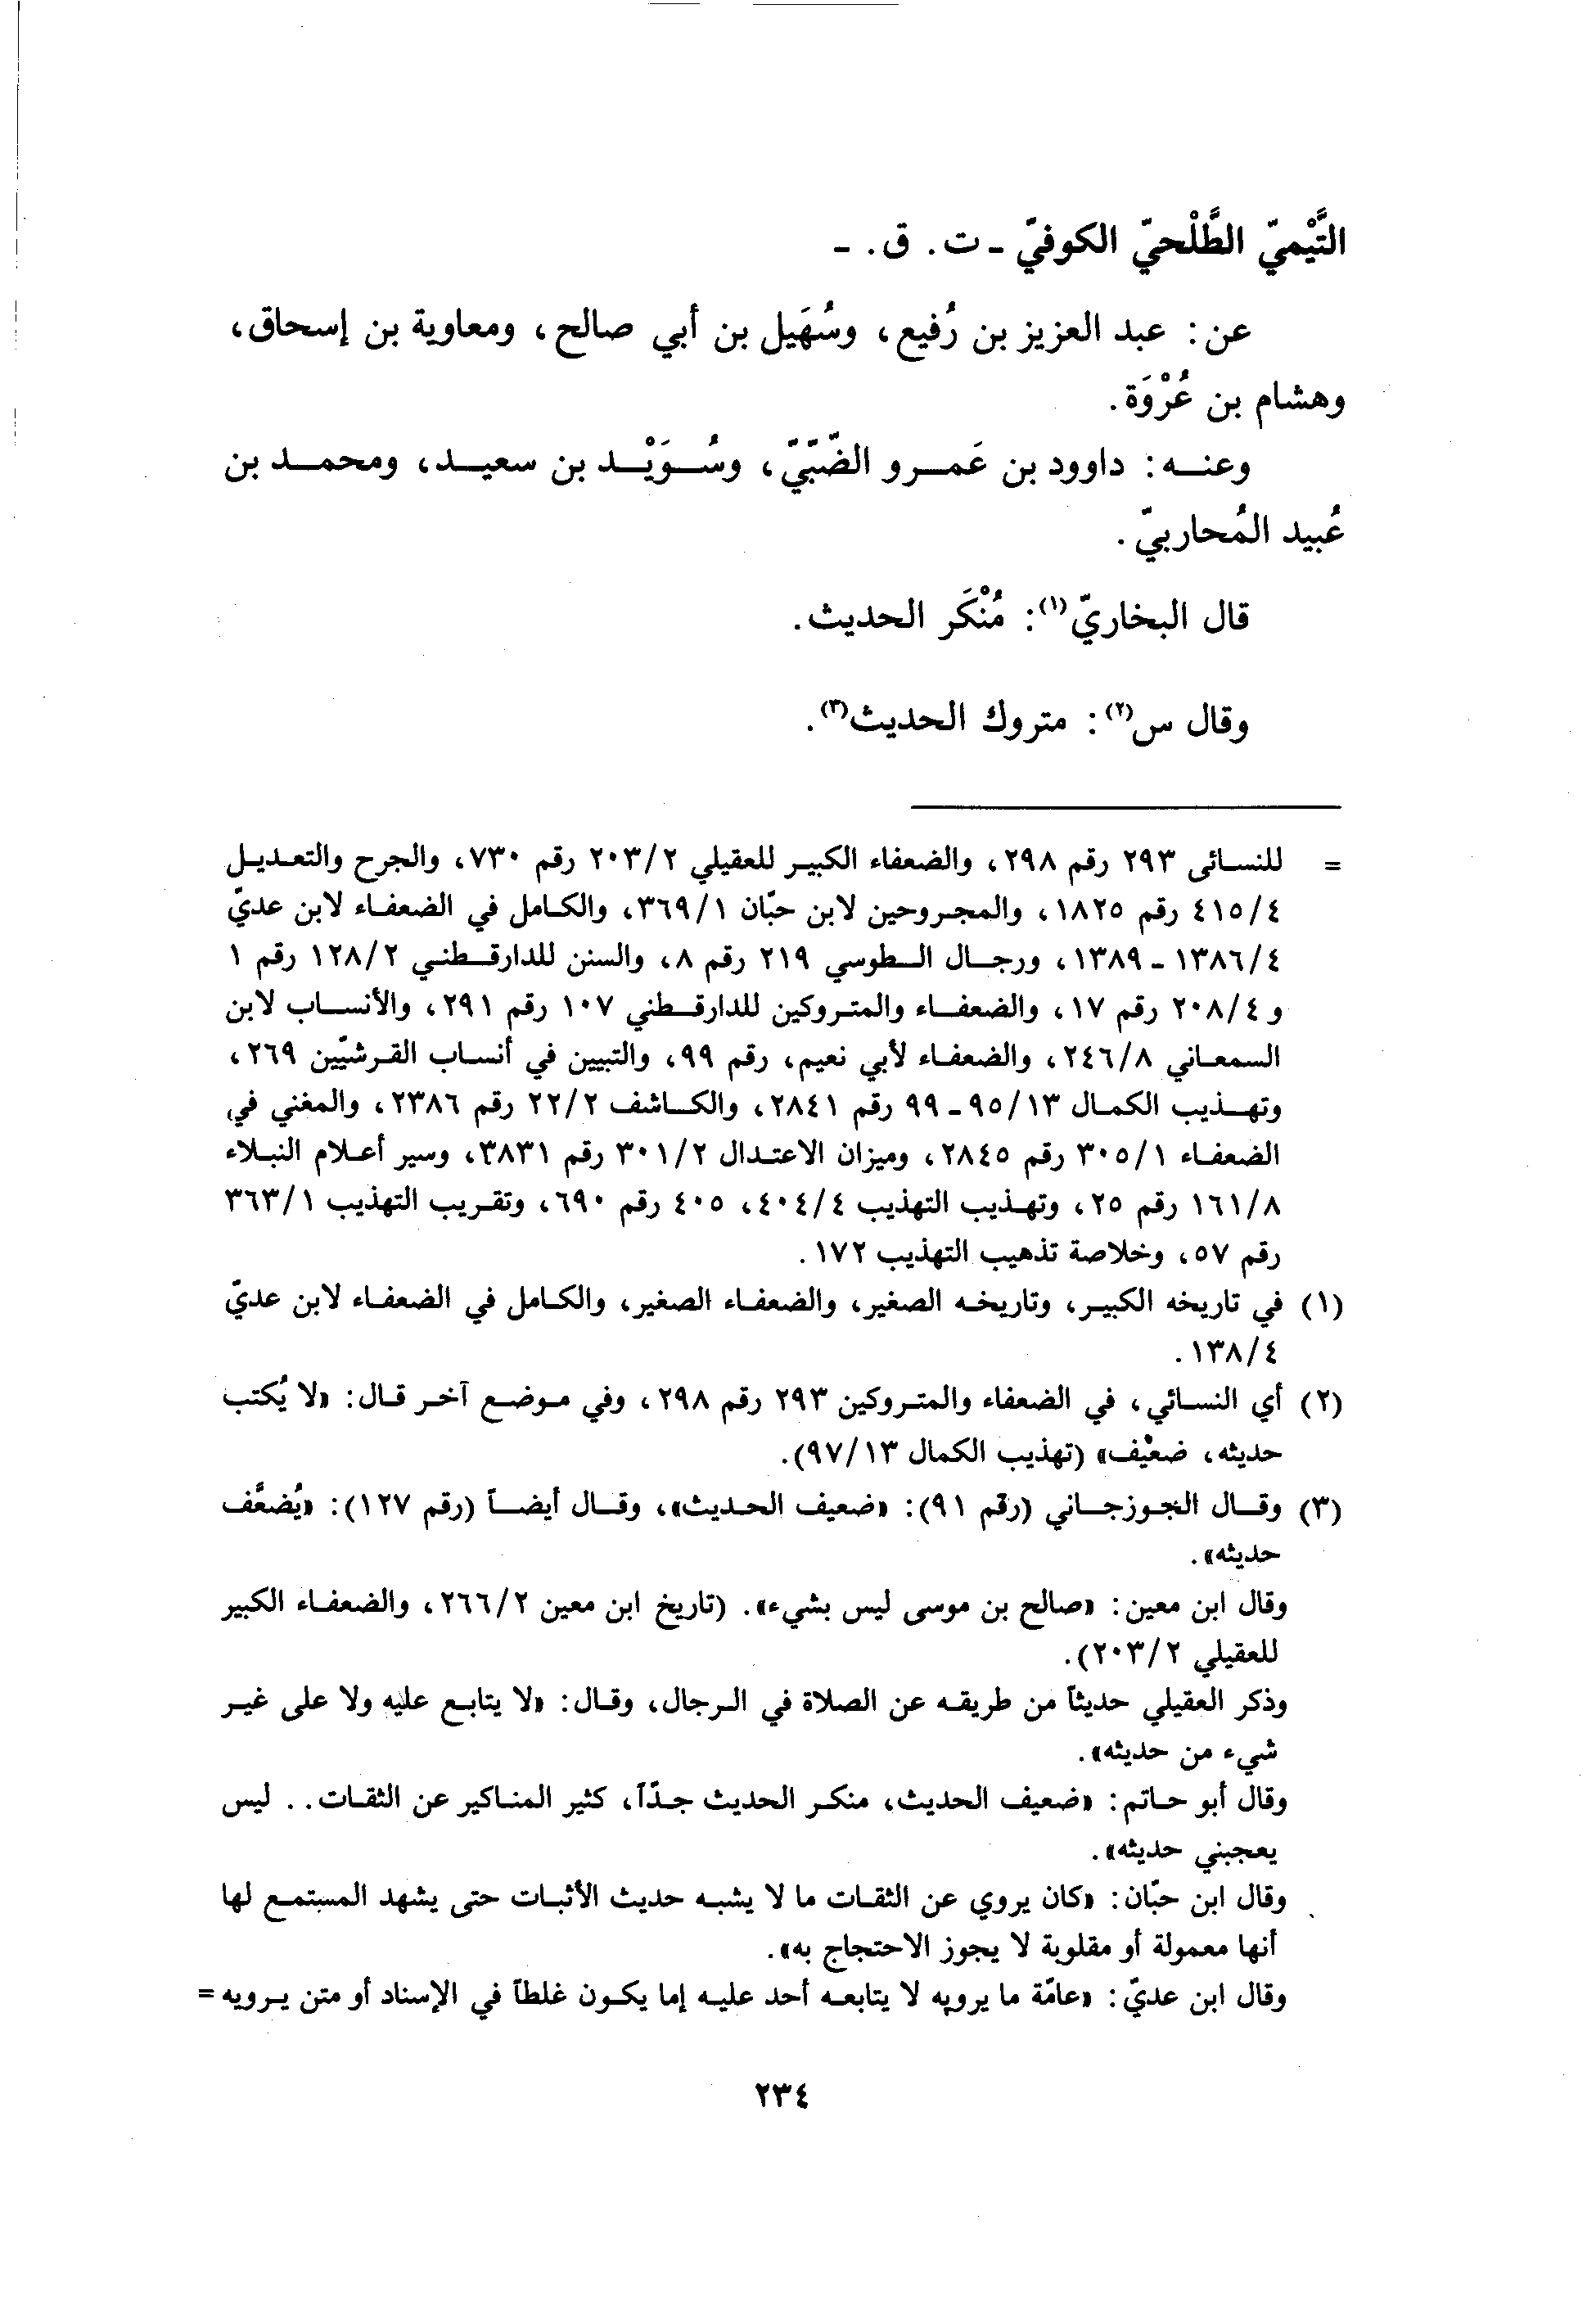 التَّيْميّ الطَّلْحيّ الكوفيّ ـ ت. ق. ـ
عن: عبد العزيز بن رُفيع، وسُهَيل بن أبي صالح، ومعاوية بن إسحاق،
وهشام بن عُرْوَة.
وعنـه: داوود بن عَمـرو الضّبّيّ، وسُـوَيْـد بن سعيـد، ومحمـد بن
عُبيد المُحاربيّ.
قال البخاريّ(١): مُنْكَر الحديث.
وقال س(٢): متروك الحديث(٣).
= للنسائى ٢٩٣ رقم ٢٩٨، والضعفاء الكبير للعقيلي ٢٠٣/٢ رقم ٧٣٠، والجرح والتعديل
٤١٥/٤ رقم ١٨٢٥، والمجروحين لابن حبّان ٣٦٩/١، والكامل في الضعفاء لابن عديّ
١٣٨٦/٤ ـ ١٣٨٩، ورجال الطوسي ٢١٩ رقم ٨، والسنن للدارقطني ١٢٨/٢ رقم ١
و ٢٠٨/٤ رقم ١٧، والضعفاء والمتروكين للدارقطني ١٠٧ رقم ٢٩١، والأنساب لابن
السمعاني ٢٤٦/٨، والضعفاء لأبي نعيم، رقم ٩٩، والتبيين في أنساب القرشيّين ٢٦٩،
وتهذيب الكمال ٩٥/١٣ ـ ٩٩ رقم ٢٨٤١، والكاشف ٢٢/٢ رقم ٢٣٨٦، والمغني في
الضعفاء ٣٠٥/١ رقم ٢٨٤٥، وميزان الاعتدال ٣٠١/٢ رقم ٣٨٣١، وسير أعلام النبلاء
١٦١/٨ رقم ٢٥، وتهذيب التهذيب ٤٠٤/٤، ٤٠٥ رقم ٦٩٠، وتقريب التهذيب ٣٦٣/١
رقم ٥٧، وخلاصة تذهيب التهذيب ١٧٢.
(١) في تاريخه الكبير، وتاريخه الصغير، والضعفاء الصغير، والكامل في الضعفاء لابن عديّ
١٣٨/٤.
(٢) أي النسائي، في الضعفاء والمتروكين ٢٩٣ رقم ٢٩٨، وفي موضع آخر قال: «لا يُكتب
حديثه، ضعيف» (تهذيب الكمال ٩٧/١٣).
(٣) وقال الجوزجاني (رقم ٩١): «ضعيف الحديث»، وقال أيضاً (رقم ١٢٧): «يُضعَّف
حديثه».
وقال ابن معين: «صالح بن موسى ليس بشيء». (تاريخ ابن معين ٢٦٦/٢، والضعفاء الكبير
للعقيلي ٢٠٣/٢).
وذكر العقيلي حديثاً من طريقه عن الصلاة في الرجال، وقال: «لا يتابع عليه ولا على غير
شيء من حديثه».
وقال أبو حاتم: «ضعيف الحديث، منكر الحديث جدّاً، كثير المناكير عن الثقات.. ليس
يعجبني حديثه».
وقال ابن حبّان: «كان يروي عن الثقات ما لا يشبه حديث الأثبات حتى يشهد المستمع لها
أنها معمولة أو مقلوبة لا يجوز الاحتجاج به».
وقال ابن عديّ: «عامّة ما يرويه لا يتابعه أحد عليه إما يكون غلطاً في الإسناد أو متن يرويه =
٢٣٤